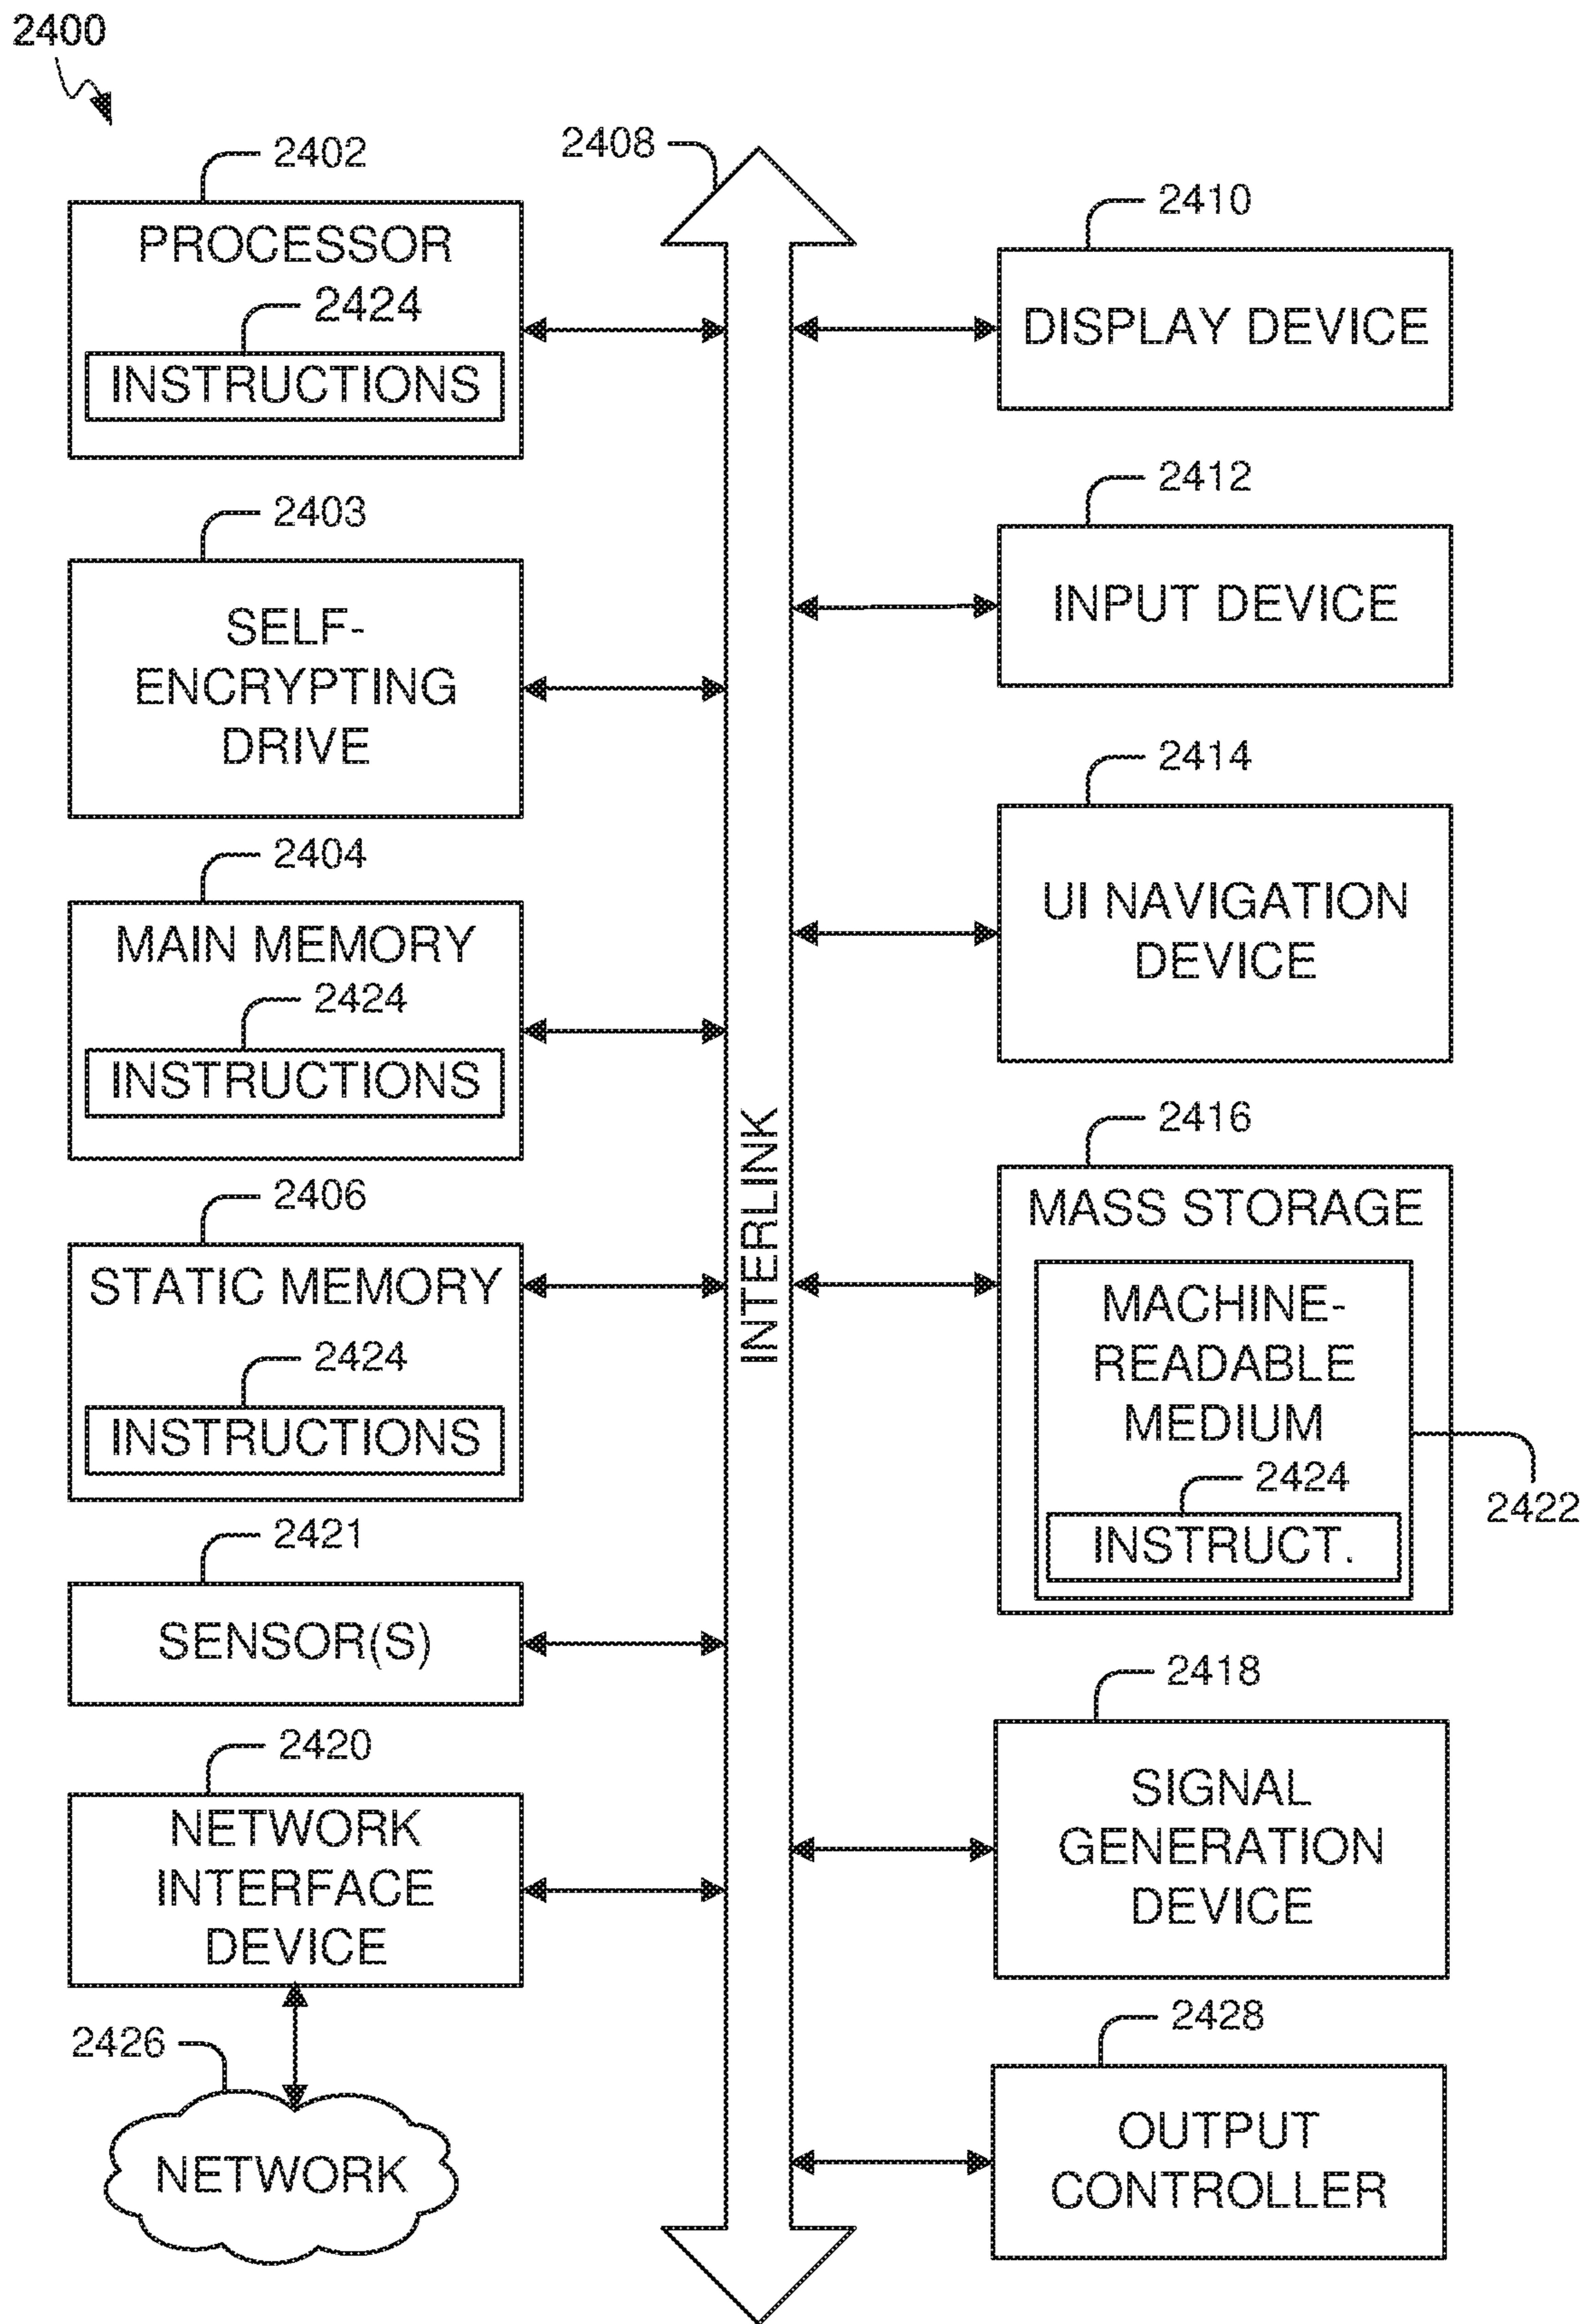 2400
2402
PROCESSOR
2424
INSTRUCTIONS
2403
SELF-
ENCRYPTING
DRIVE
2404
MAIN MEMORY
2424
INSTRUCTIONS
2406
STATIC MEMORY
2424
INSTRUCTIONS
2421
SENSOR(S)
2420
NETWORK
INTERFACE
DEVICE
2426
NETWORK
2408
INTERLINK
2410
DISPLAY DEVICE
2412
INPUT DEVICE
2414
UI NAVIGATION
DEVICE
2416
MASS STORAGE
MACHINE-
READABLE
MEDIUM
2424
INSTRUCT.
2422
2418
SIGNAL
GENERATION
DEVICE
2428
OUTPUT
CONTROLLER